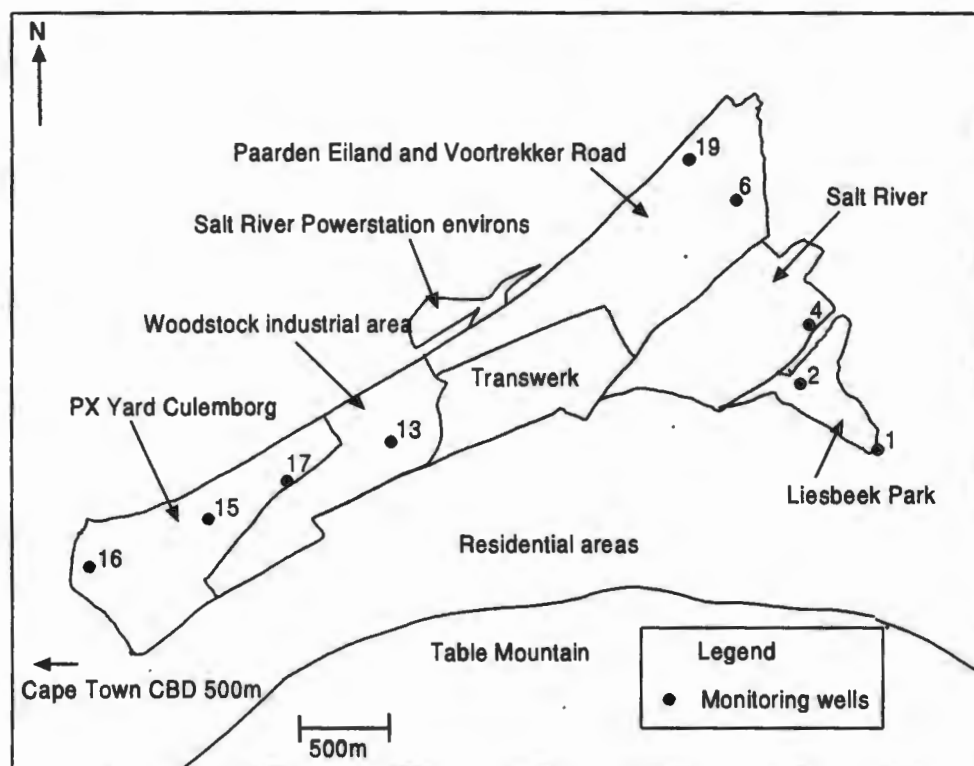 N
Paarden Eiland and Voortrekker Road
19
6
Salt River
Salt River Powerstation environs
Woodstock industrial area
4
Transwerk
2
PX Yard Culemborg
13
1
17
Liesbeek Park
15
Residential areas
16
Table Mountain
Legend
Cape Town CBD 500m
Monitoring wells
500m